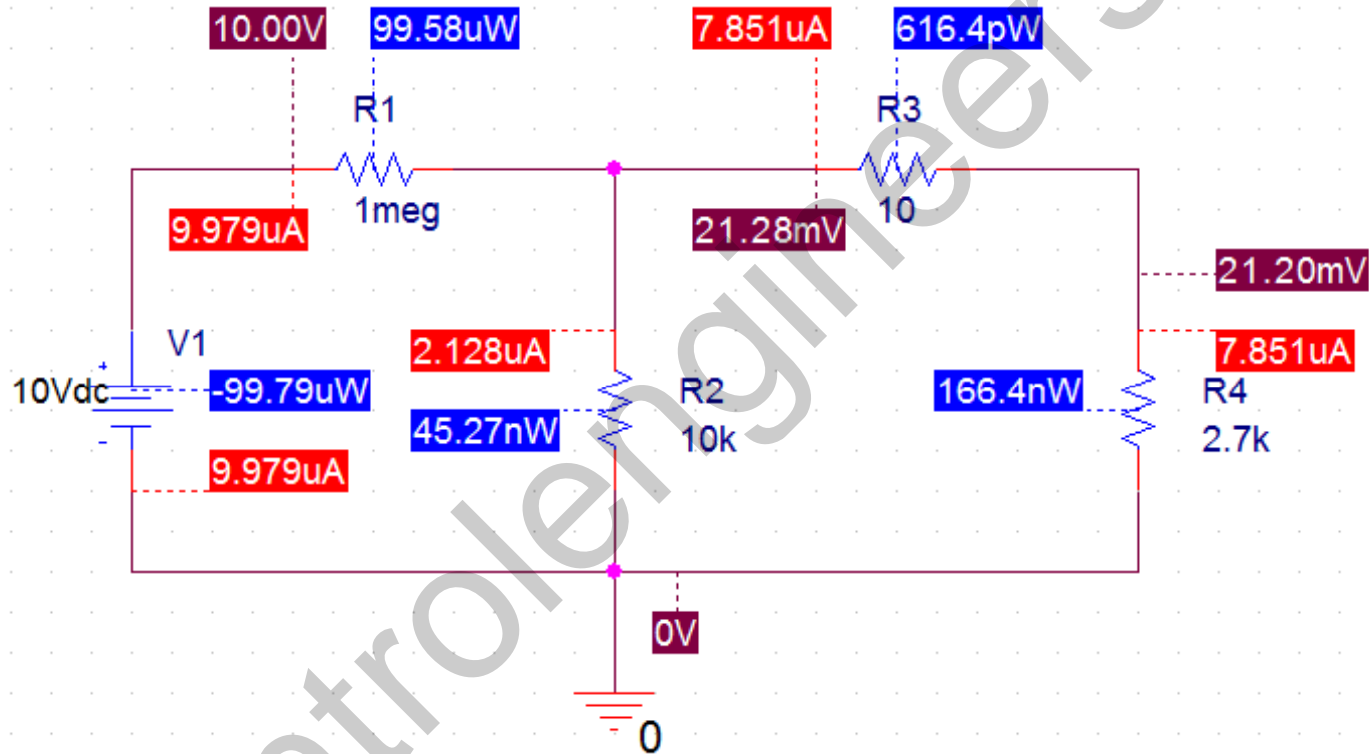 10.00V
99.58uW
7.851uA
616.4pW
R1
R3
1meg
10
9.979uA
21.28mV
21.20mV
V1
2.128uA
7.851uA
10Vdc
-99.79uW
R2
166.4nW
R4
45.27nW
10k
2.7k
9.979uA
0V
0
+
-